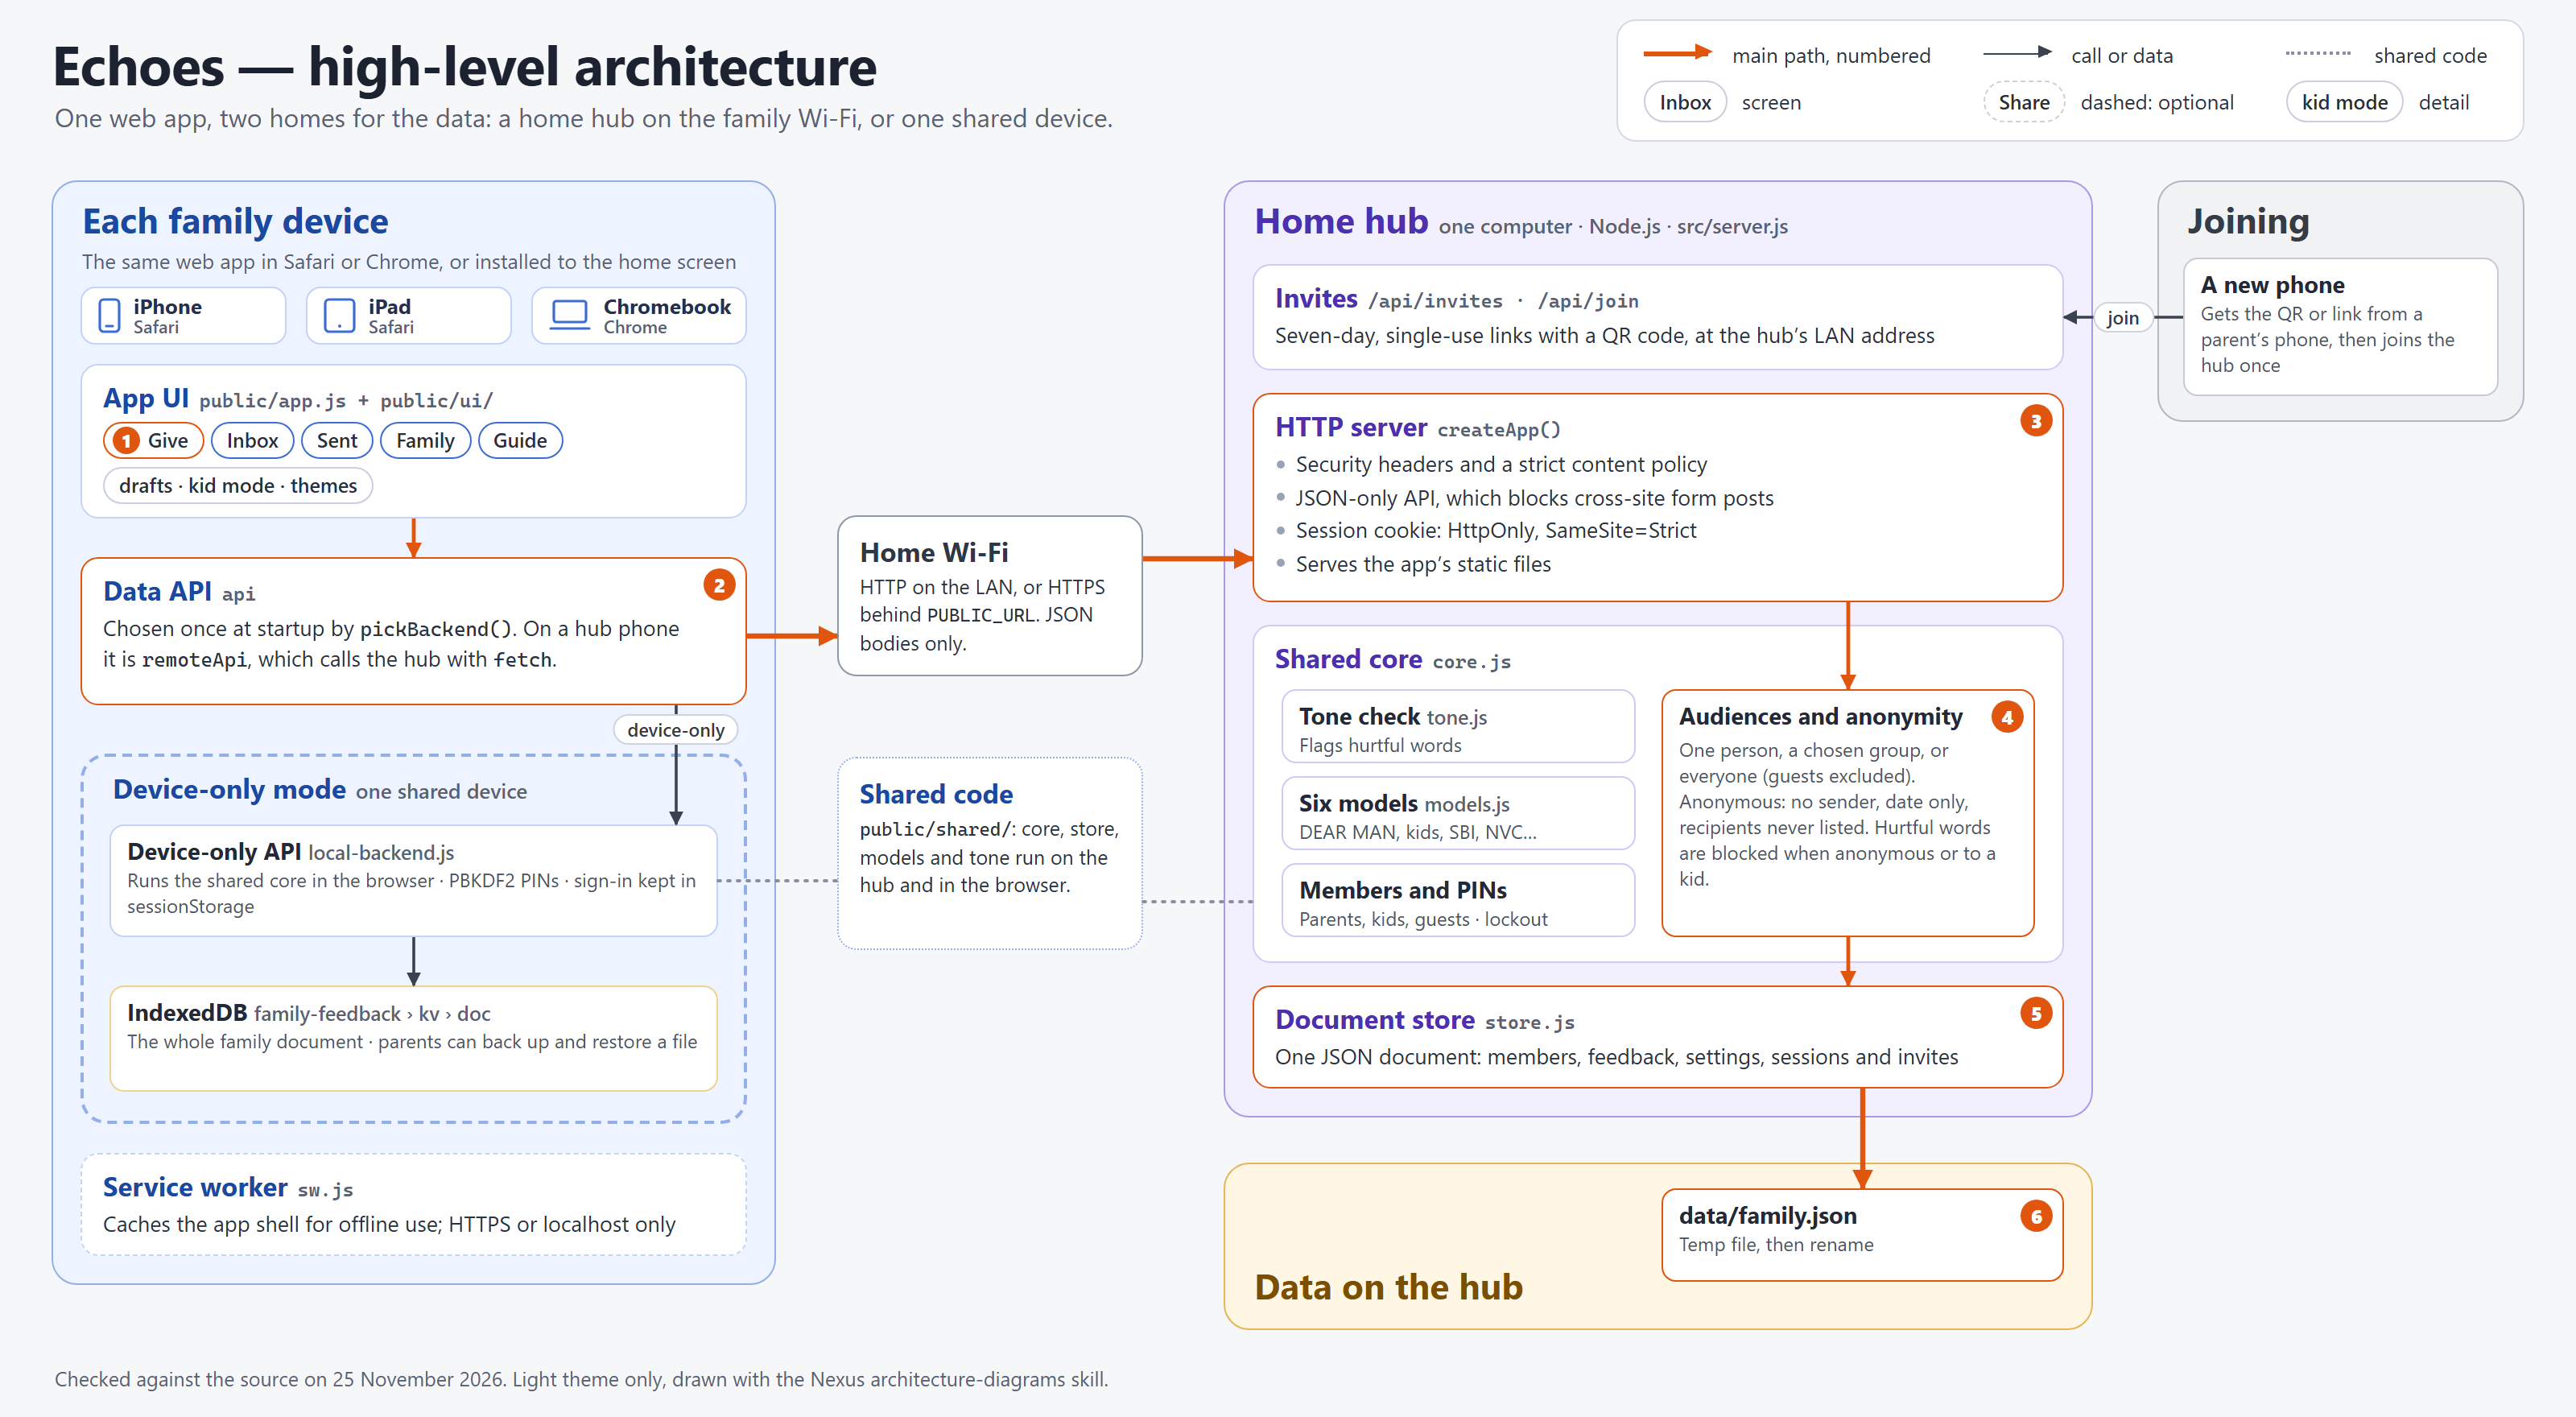 Echoes — high-level architecture
One web app, two homes for the data: a home hub on the family Wi-Fi, or one shared device.
main path, numbered
call or data
shared code
Inbox screen
Share dashed: optional
kid mode detail
Each family device
The same web app in Safari or Chrome, or installed to the home screen
iPhone
Safari
iPad
Safari
Chromebook
Chrome
App UI public/app.js + public/ui/
1 Give Inbox Sent Family Guide
drafts · kid mode · themes
Data API api
2
Chosen once at startup by pickBackend(). On a hub phone
it is remoteApi, which calls the hub with fetch.
device-only
Device-only mode one shared device
Device-only API local-backend.js
Runs the shared core in the browser · PBKDF2 PINs · sign-in kept in
sessionStorage
IndexedDB family-feedback › kv › doc
The whole family document · parents can back up and restore a file
Service worker sw.js
Caches the app shell for offline use; HTTPS or localhost only
Home Wi-Fi
HTTP on the LAN, or HTTPS
behind PUBLIC_URL. JSON
bodies only.
Shared code
public/shared/: core, store,
models and tone run on the
hub and in the browser.
Home hub one computer · Node.js · src/server.js
Invites /api/invites · /api/join
Seven-day, single-use links with a QR code, at the hub’s LAN address
HTTP server createApp()
3
Security headers and a strict content policy
JSON-only API, which blocks cross-site form posts
Session cookie: HttpOnly, SameSite=Strict
Serves the app’s static files
Shared core core.js
Tone check tone.js
Flags hurtful words
Six models models.js
DEAR MAN, kids, SBI, NVC…
Members and PINs
Parents, kids, guests · lockout
Audiences and anonymity
4
One person, a chosen group, or
everyone (guests excluded).
Anonymous: no sender, date only,
recipients never listed. Hurtful words
are blocked when anonymous or to a
kid.
Document store store.js
5
One JSON document: members, feedback, settings, sessions and invites
Data on the hub
data/family.json
6
Temp file, then rename
Joining
join
A new phone
Gets the QR or link from a
parent’s phone, then joins the
hub once
Checked against the source on 25 November 2026. Light theme only, drawn with the Nexus architecture-diagrams skill.